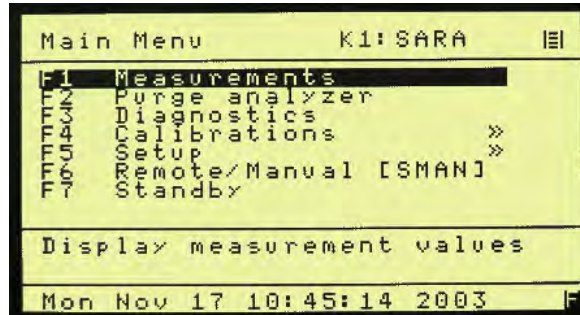 Main Menu K1:SARA
F1 Measurements
F2 Purge analyzer
F3 Diagnostics
F4 Calibrations »
F5 Setup »
F6 Remote/Manual [SMAN]
F7 Standby
Display measurement values
Mon Nov 17 10:45:14 2003